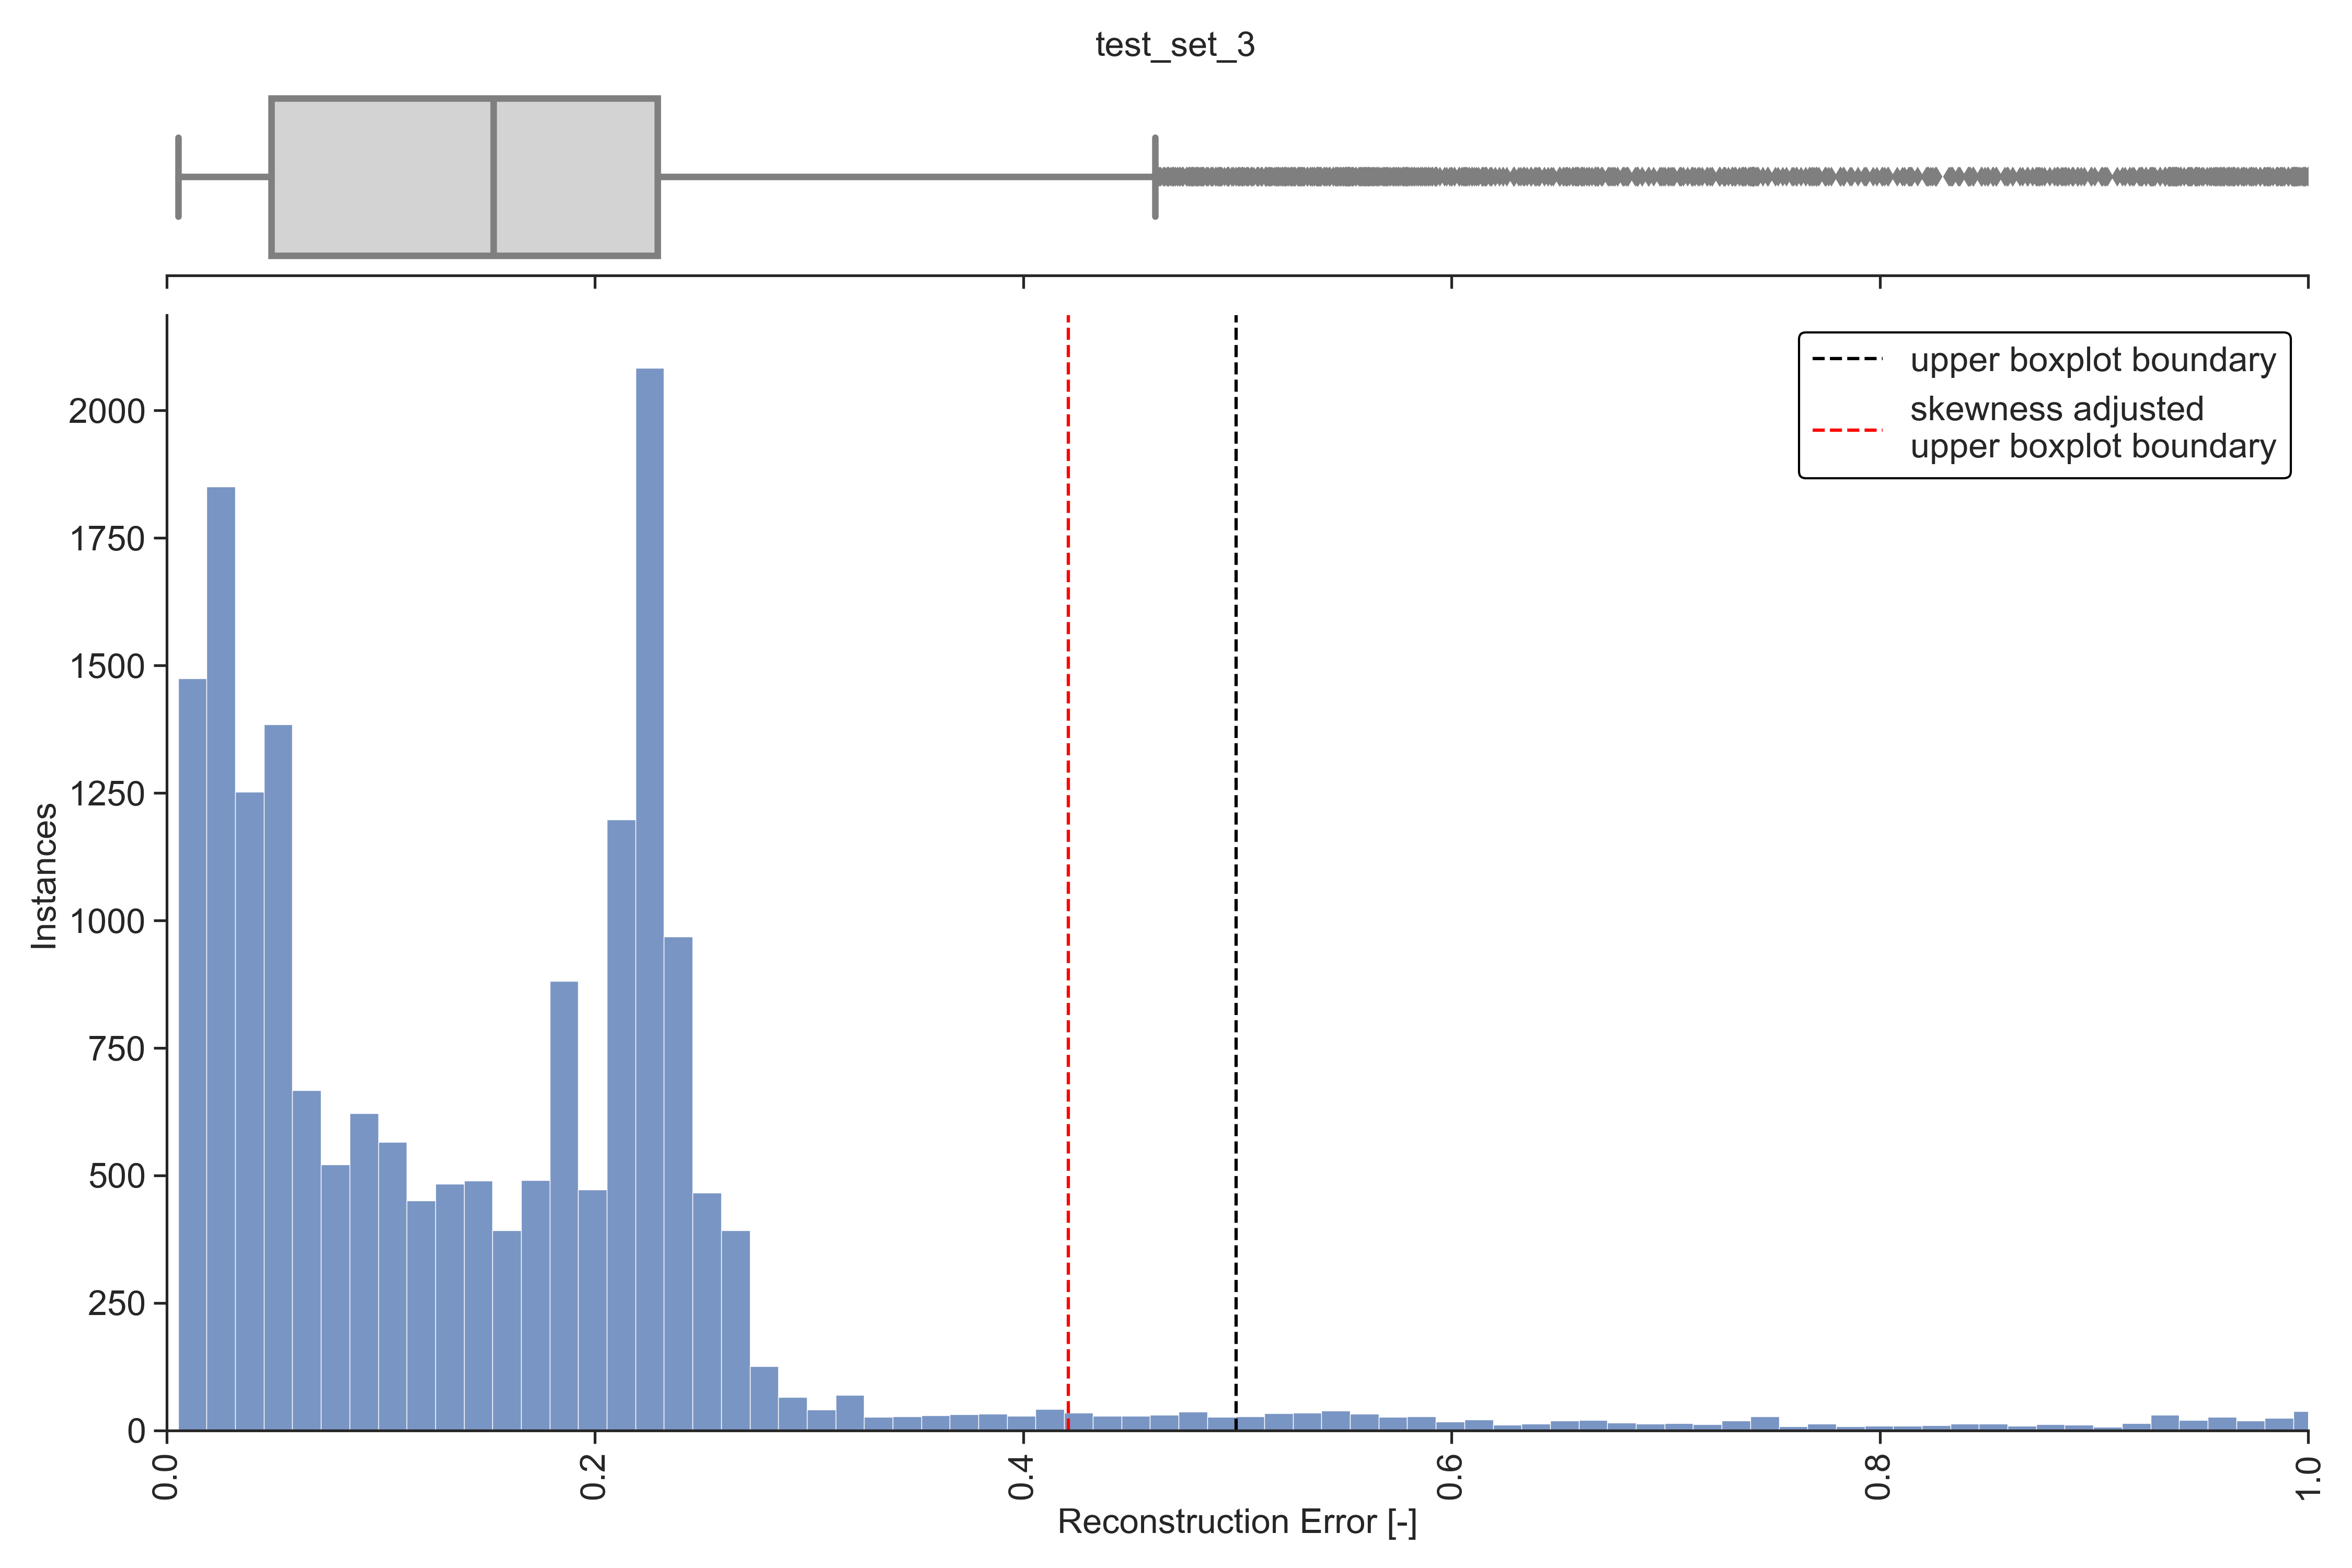 test_set_3
upper boxplot boundary
skewness adjusted
upper boxplot boundary
2000
1750
1500
1250
1000
750
500
250
0
Instances
0.0
0.2
0.4
0.6
0.8
1.0
Reconstruction Error [-]